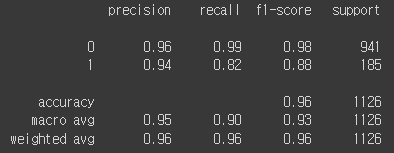 precision recall f1-score support
0 0.96 0.99 0.98 941
1 0.94 0.82 0.88 185
accuracy 0.96 1126
macro avg 0.95 0.90 0.93 1126
weighted avg 0.96 0.96 0.96 1126